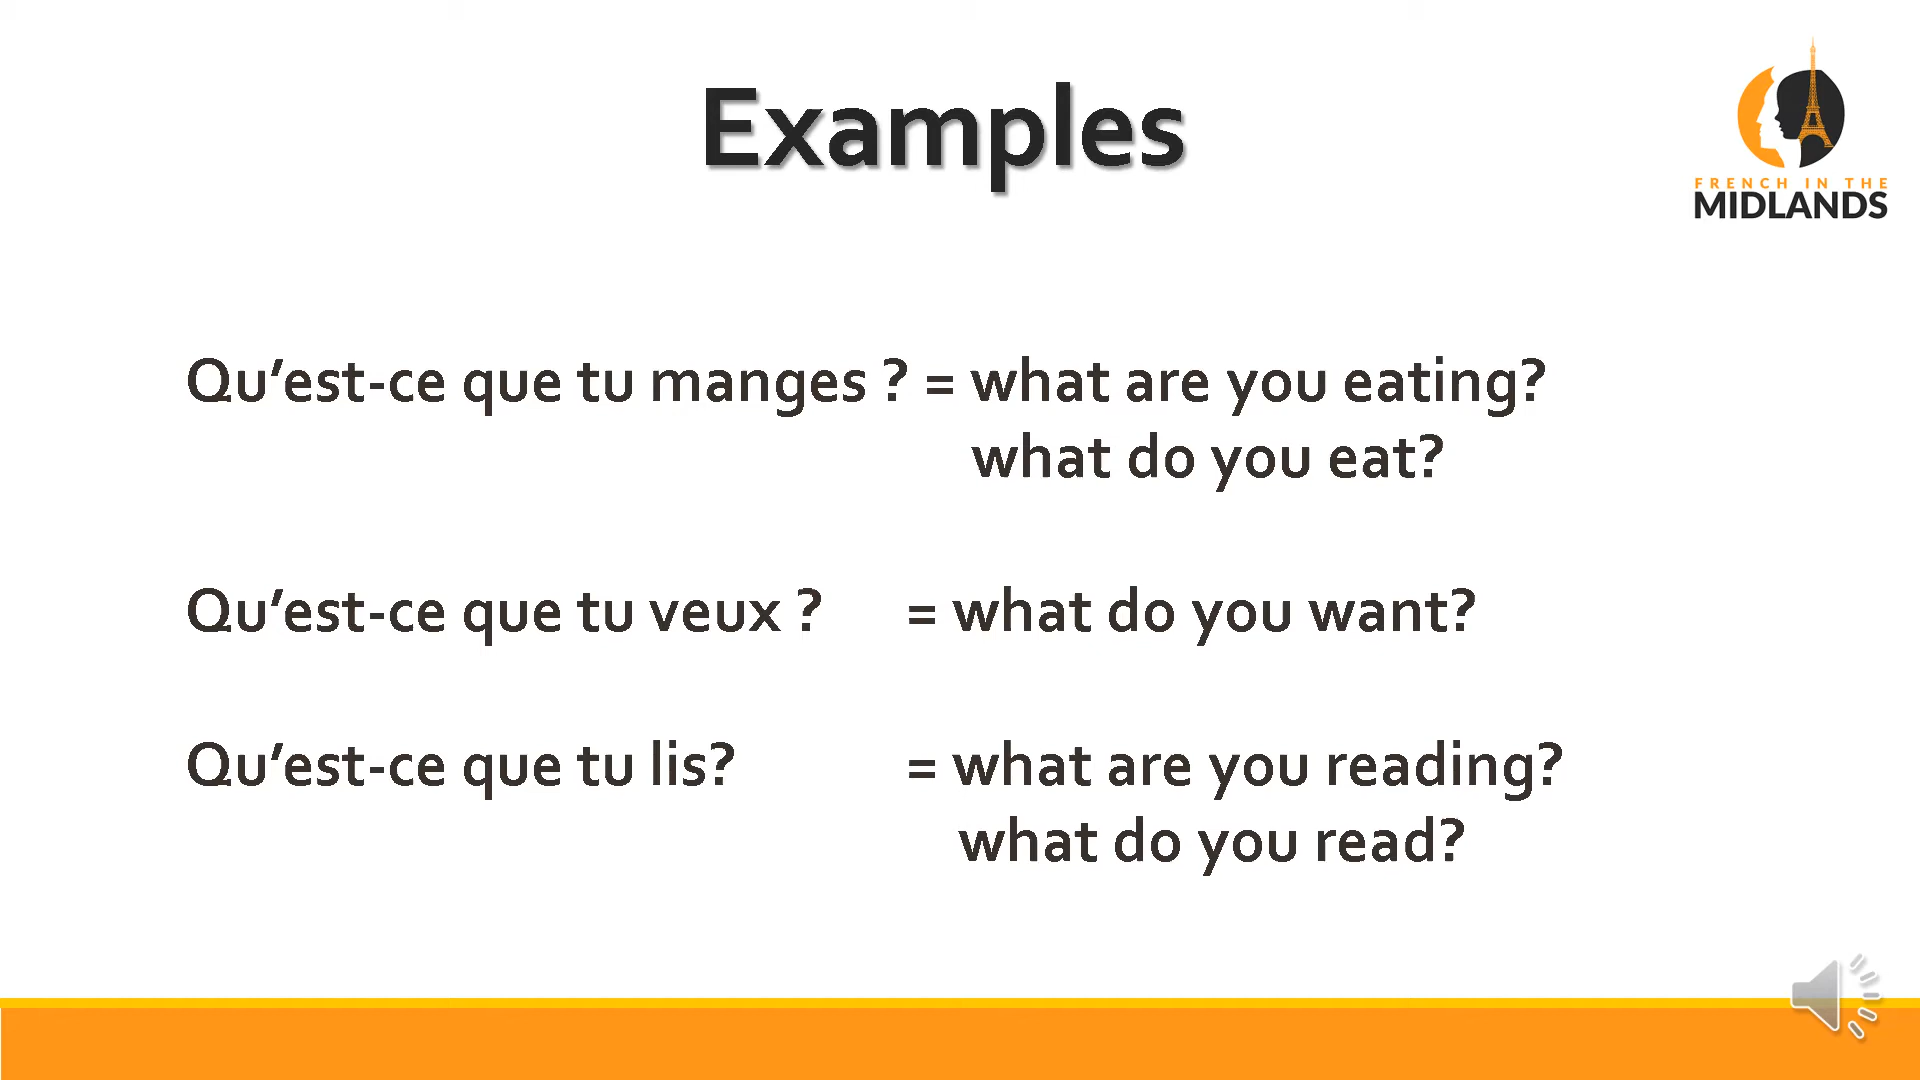 Examples
FRENCH IN THE
MIDLANDS
Qu’est-ce que tu manges ? = what are you eating?
what do you eat?
Qu’est-ce que tu veux ? = what do you want?
Qu’est-ce que tu lis? = what are you reading?
what do you read?